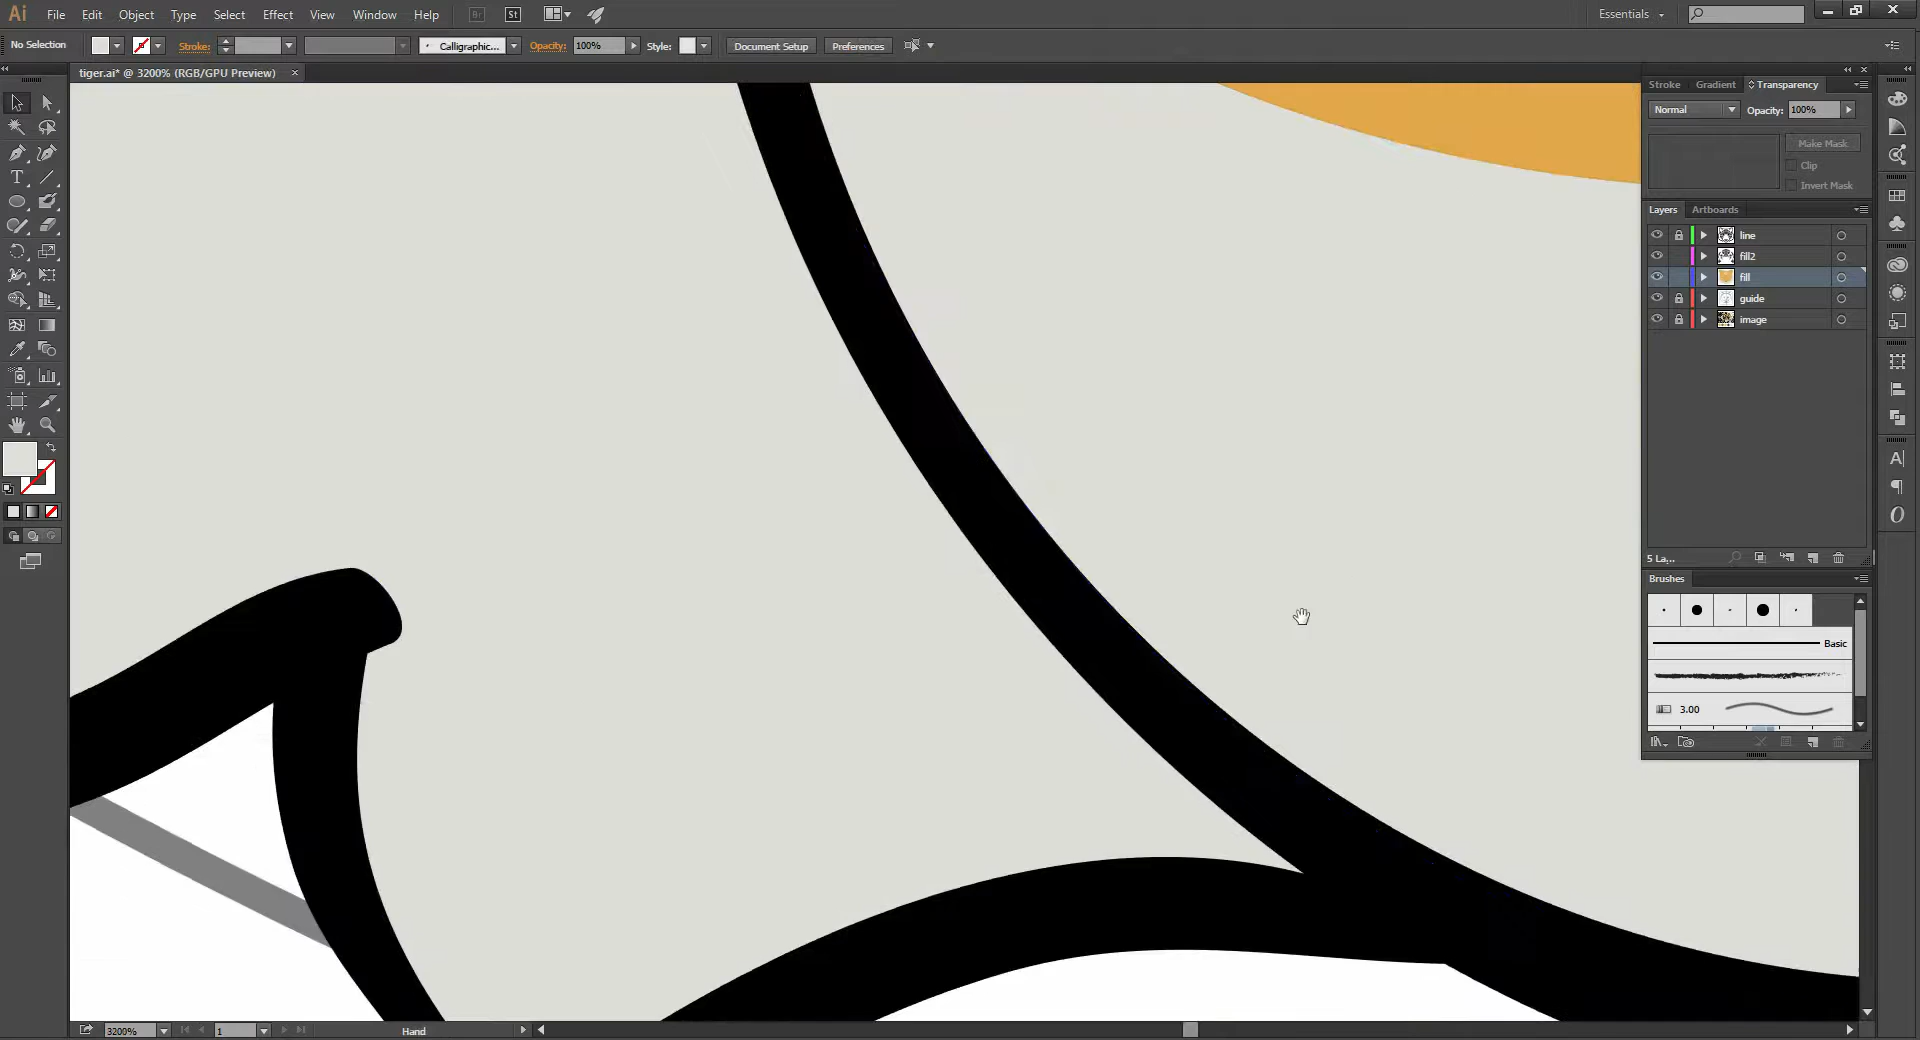 Ai File Edit Object Type Select Effect View Window Help Br St Essentials
No Selection Stroke: Calligraphic... Opacity: 100% Style: Document Setup Preferences
tiger.ai* @ 3200% (RGB/GPU Preview)
Stroke Gradient Transparency
Normal Opacity: 100%
Make Mask
Clip
Invert Mask
Layers Artboards
line
fill2
fill
guide
image
5 La...
Brushes
Basic
3.00
3200% 1 Hand